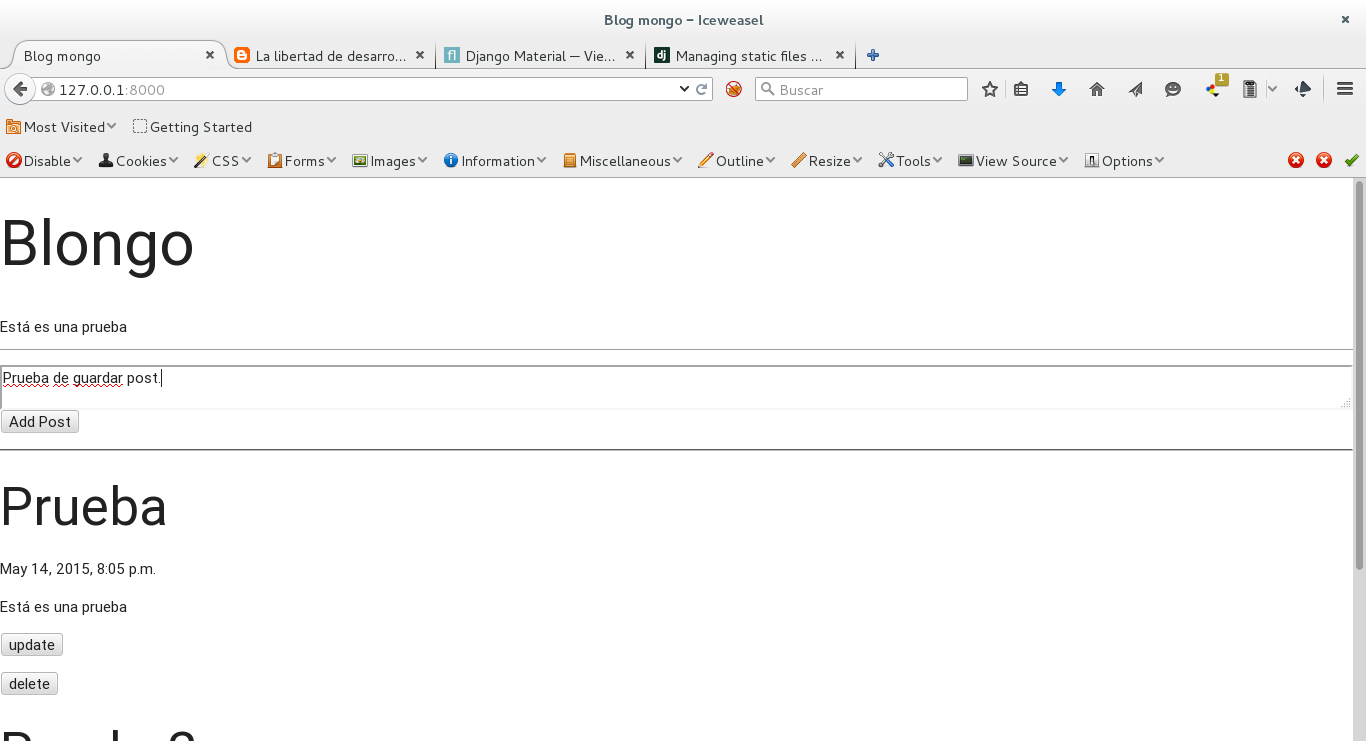 Blog mongo – Iceweasel
Blog mongo
La libertad de desarro...
Django Material — Vie...
dj Managing static files ...
127.0.0.1:8000
Buscar
1
Most Visited
Getting Started
Disable
Cookies
CSS
Forms
Images
Information
Miscellaneous
Outline
Resize
Tools
View Source
Options
Blongo
Está es una prueba
Prueba de guardar post.
Add Post
Prueba
May 14, 2015, 8:05 p.m.
Está es una prueba
update
delete